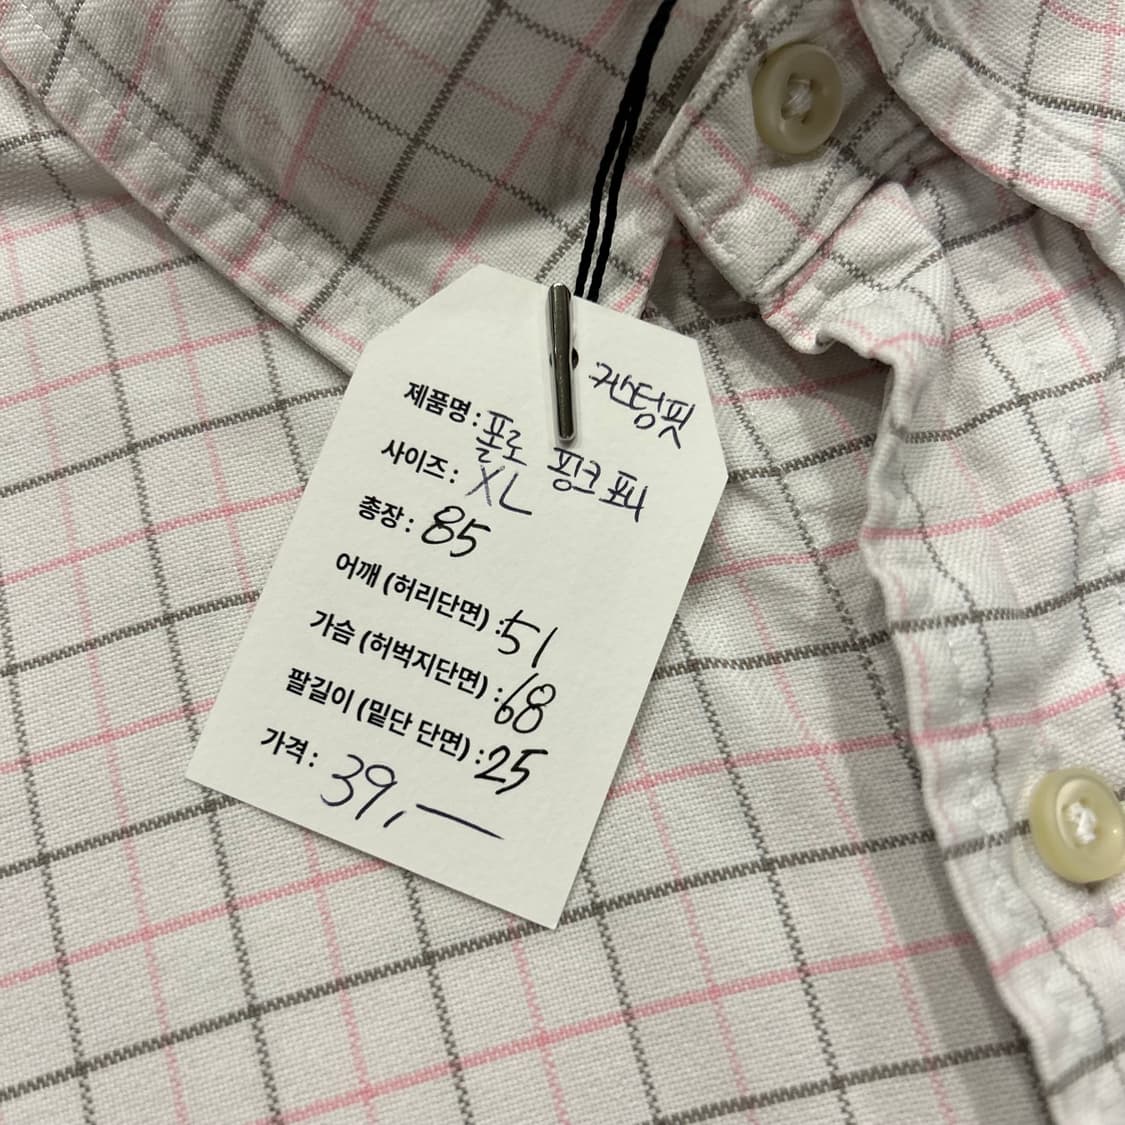 커스텀핏
제품명: 폴로 핑크 포니
사이즈: XL
총장: 85
어깨 (허리단면) : 51
가슴 (허벅지단면) : 68
팔길이 (밑단 단면) : 25
가격: 39,—